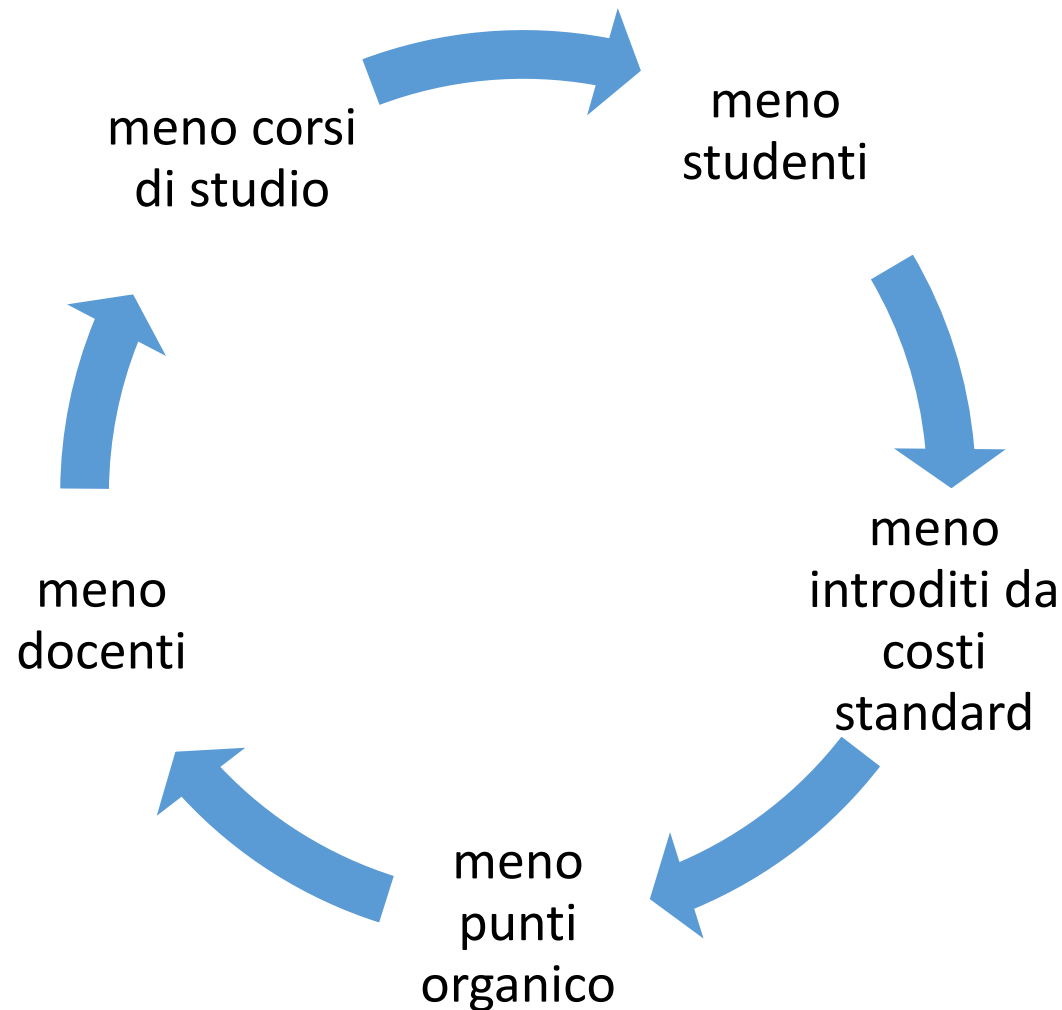 meno corsi
di studio
meno
studenti
meno
introditi da
costi
standard
meno
punti
organico
meno
docenti